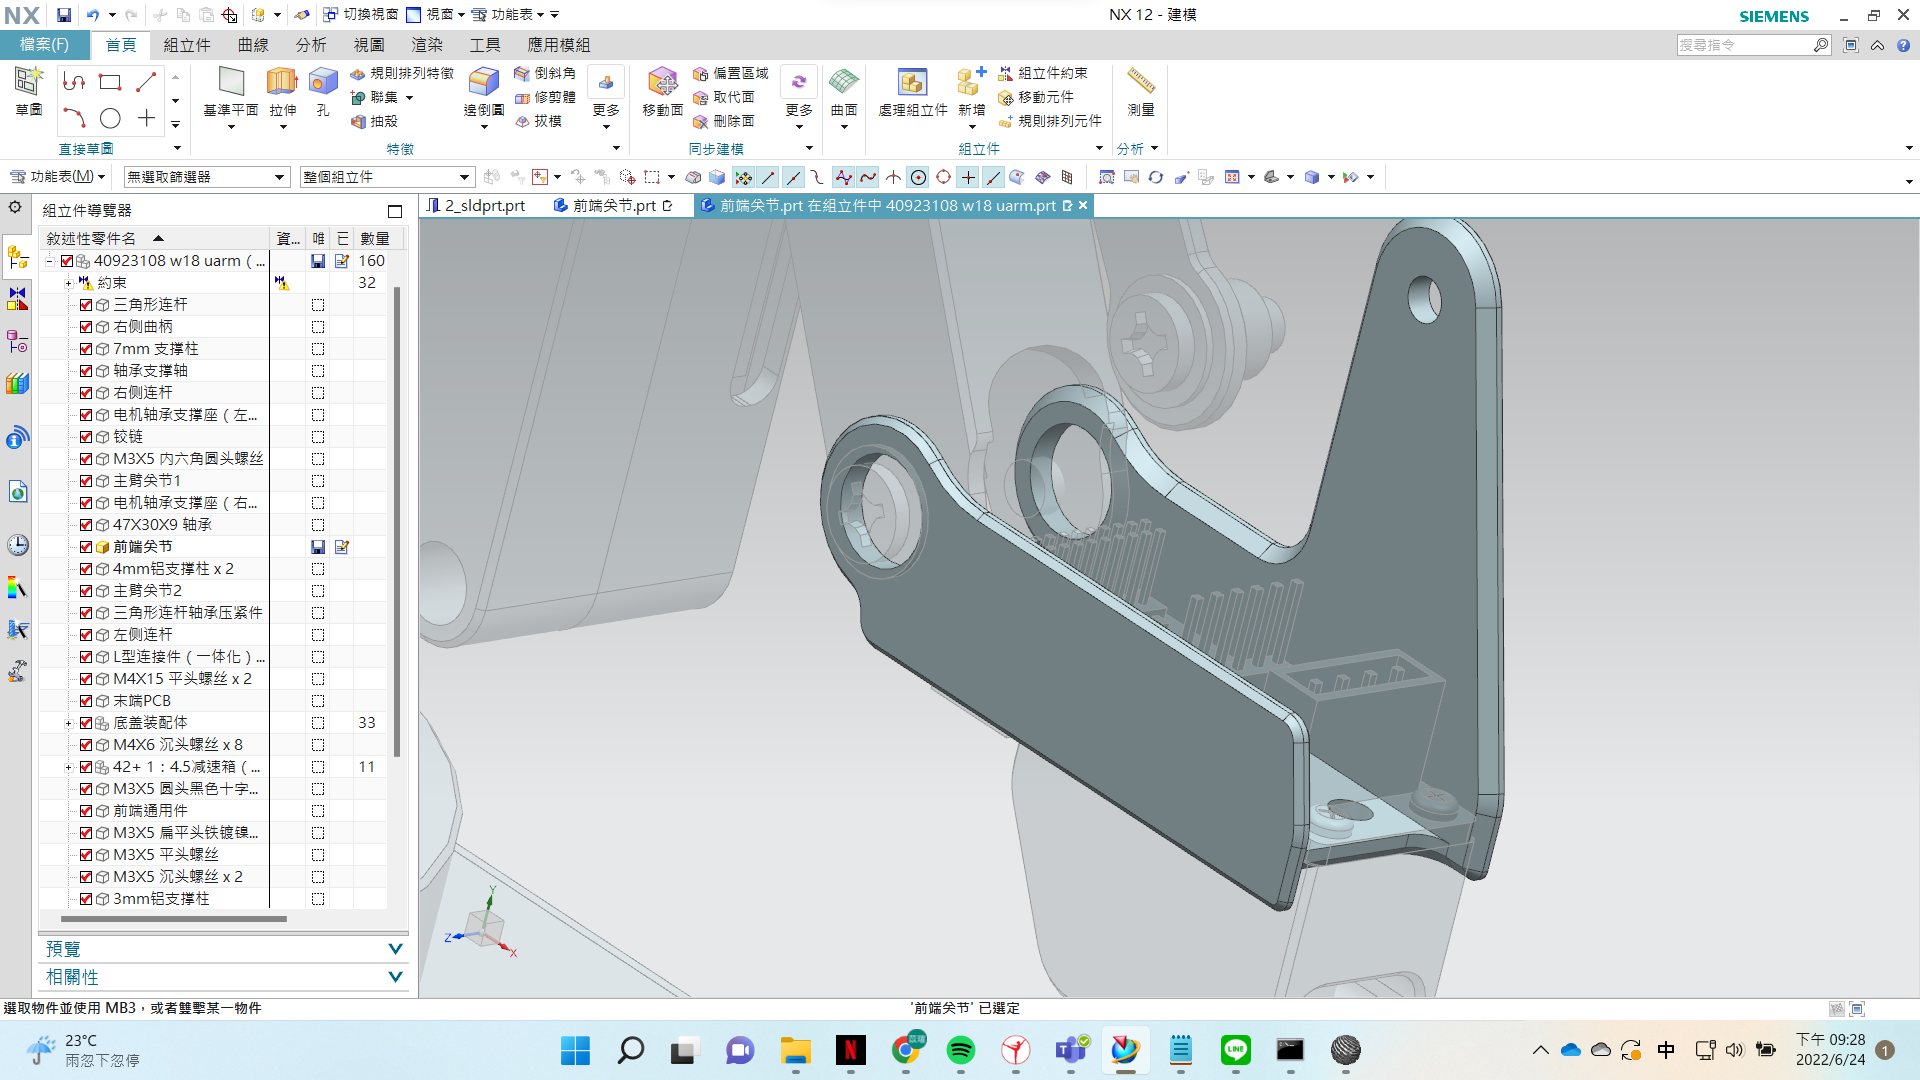 NX
切換視窗
視窗
功能表
NX 12 - 建模
SIEMENS
檔案(F)
首頁
組立件
曲線
分析
視圖
渲染
工具
應用模組
搜尋指令
草圖
直接草圖
基準平面
拉伸
孔
規則排列特徵
聯集
抽殼
邊倒圓
倒斜角
修剪體
拔模
更多
特徵
移動面
偏置區域
取代面
刪除面
更多
同步建模
曲面
處理組立件
新增
組立件約束
移動元件
規則排列元件
組立件
測量
分析
功能表(M)
無選取篩選器
整個組立件
組立件導覽器
2_sldprt.prt
前端关节.prt
前端关节.prt 在組立件中 40923108 w18 uarm.prt
敘述性零件名
資...
唯
已
數量
40923108 w18 uarm ( ...
160
約束
32
三角形连杆
右侧曲柄
7mm 支撑柱
轴承支撑轴
右侧连杆
电机轴承支撑座 ( 左...
铰链
M3X5 内六角圆头螺丝
主臂关节1
电机轴承支撑座 ( 右...
47X30X9 轴承
前端关节
4mm铝支撑柱 x 2
主臂关节2
三角形连杆轴承压紧件
左侧连杆
L型连接件 ( 一体化 ) ...
M4X15 平头螺丝 x 2
末端PCB
底盖装配体
33
M4X6 沉头螺丝 x 8
42+ 1 : 4.5减速箱 ( ...
11
M3X5 圆头黑色十字...
前端通用件
M3X5 扁平头铁镀镍...
M3X5 平头螺丝
M3X5 沉头螺丝 x 2
3mm铝支撑柱
預覽
相關性
Y
Z
X
選取物件並使用 MB3，或者雙擊某一物件
'前端关节' 已選定
23°C
雨忽下忽停
N
LINE
中
下午 09:28
2022/6/24
1